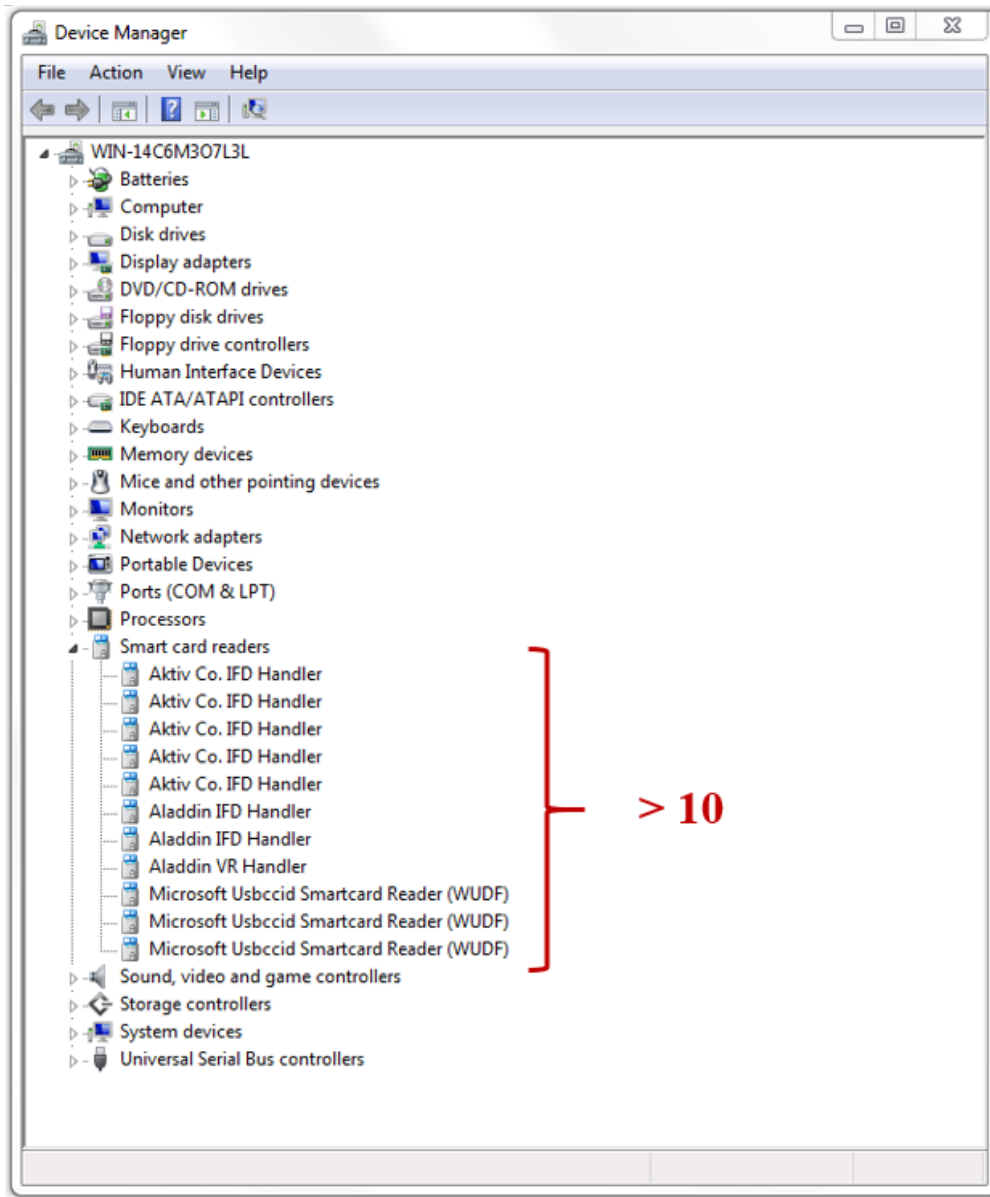 Device Manager
File Action View Help
WIN-14C6M3O7L3L
Batteries
Computer
Disk drives
Display adapters
DVD/CD-ROM drives
Floppy disk drives
Floppy drive controllers
Human Interface Devices
IDE ATA/ATAPI controllers
Keyboards
Memory devices
Mice and other pointing devices
Monitors
Network adapters
Portable Devices
Ports (COM & LPT)
Processors
Smart card readers
Aktiv Co. IFD Handler
Aktiv Co. IFD Handler
Aktiv Co. IFD Handler
Aktiv Co. IFD Handler
Aktiv Co. IFD Handler
Aladdin IFD Handler
> 10
Aladdin IFD Handler
Aladdin VR Handler
Microsoft Usbccid Smartcard Reader (WUDF)
Microsoft Usbccid Smartcard Reader (WUDF)
Microsoft Usbccid Smartcard Reader (WUDF)
Sound, video and game controllers
Storage controllers
System devices
Universal Serial Bus controllers